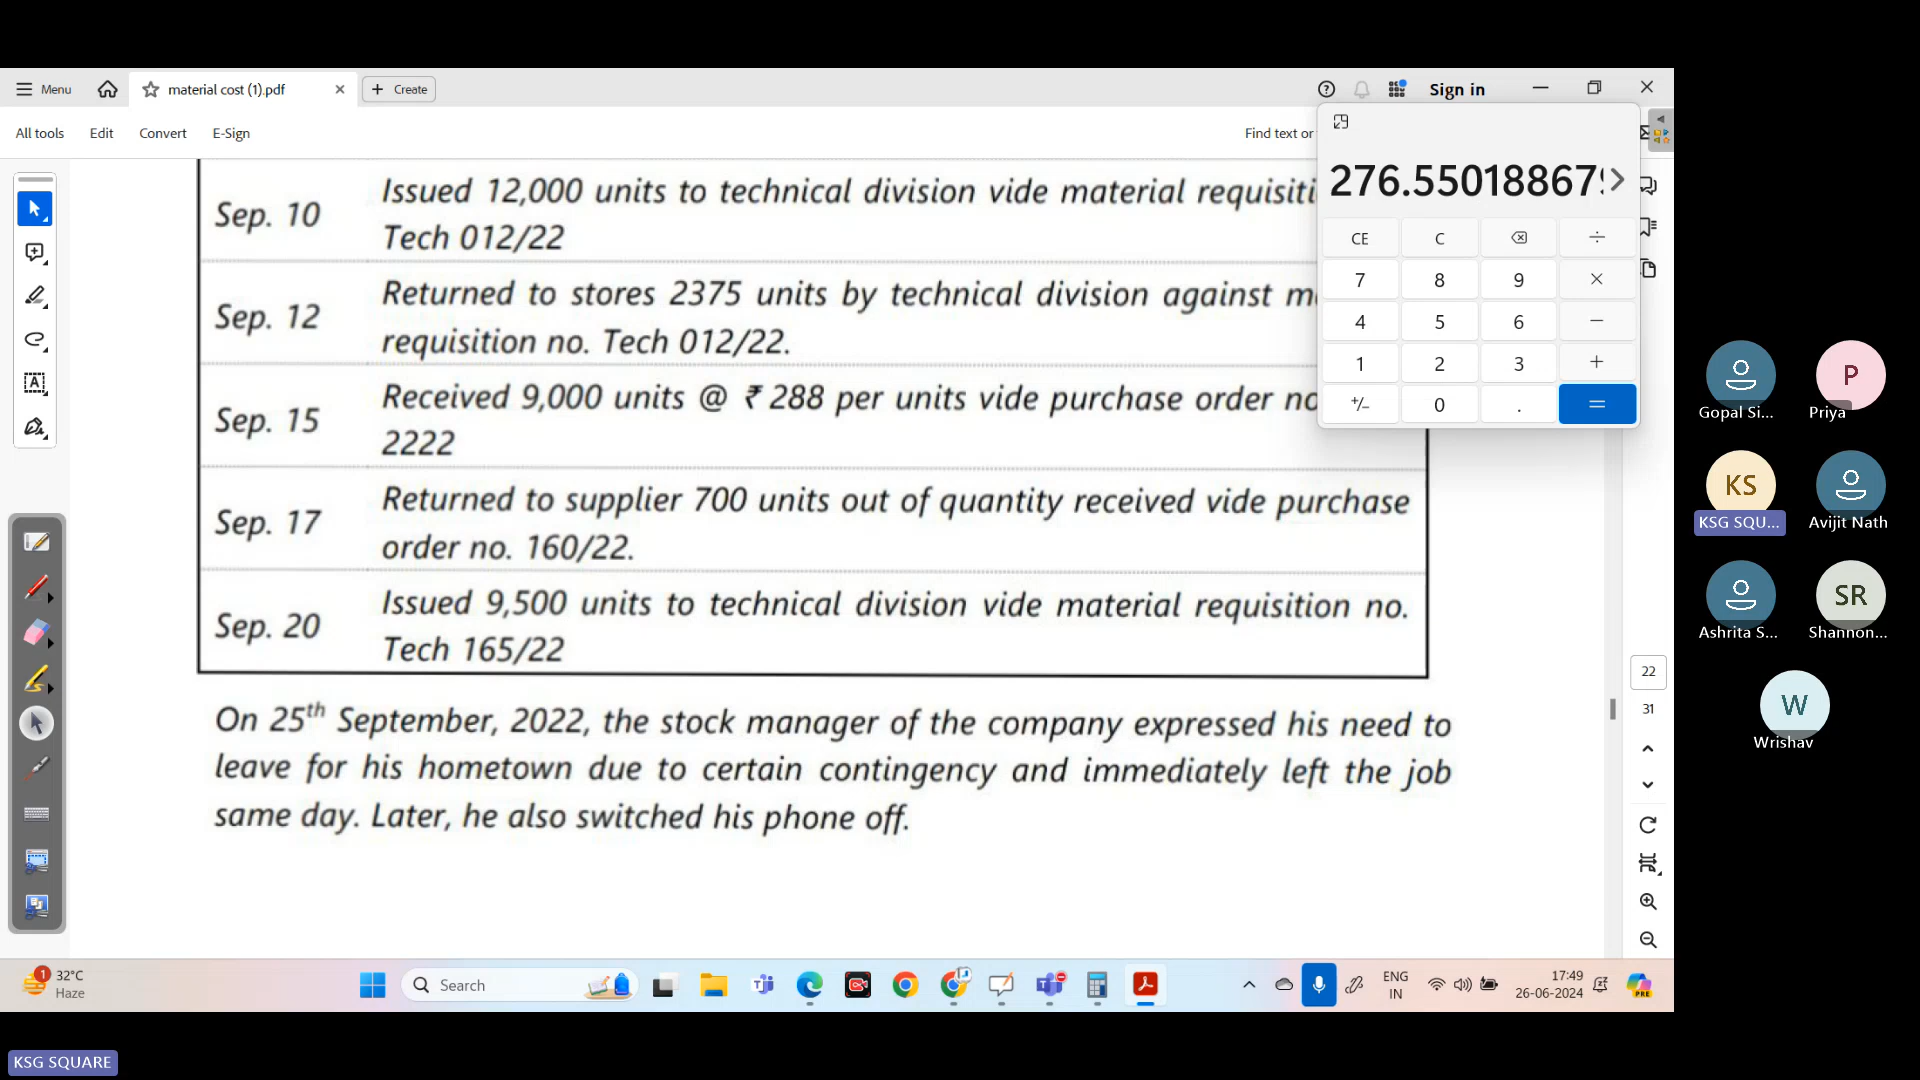 Menu
material cost (1).pdf
Create
Sign in
All tools
Edit
Convert
E-Sign
Find text or
276.550188679
CE
C
7
8
9
4
5
6
1
2
3
+/-
0
.
=
Sep. 10
Issued 12,000 units to technical division vide material requisiti
Tech 012/22
Sep. 12
Returned to stores 2375 units by technical division against m
requisition no. Tech 012/22.
Sep. 15
Received 9,000 units @ ₹ 288 per units vide purchase order no
2222
Sep. 17
Returned to supplier 700 units out of quantity received vide purchase
order no. 160/22.
Sep. 20
Issued 9,500 units to technical division vide material requisition no.
Tech 165/22
On 25th September, 2022, the stock manager of the company expressed his need to
leave for his hometown due to certain contingency and immediately left the job
same day. Later, he also switched his phone off.
22
31
Gopal Si...
P
Priya
KS
KSG SQU...
Avijit Nath
Ashrita S...
SR
Shannon...
W
Wrishav
1
32°C
Haze
Search
ENG
IN
17:49
26-06-2024
PRE
KSG SQUARE